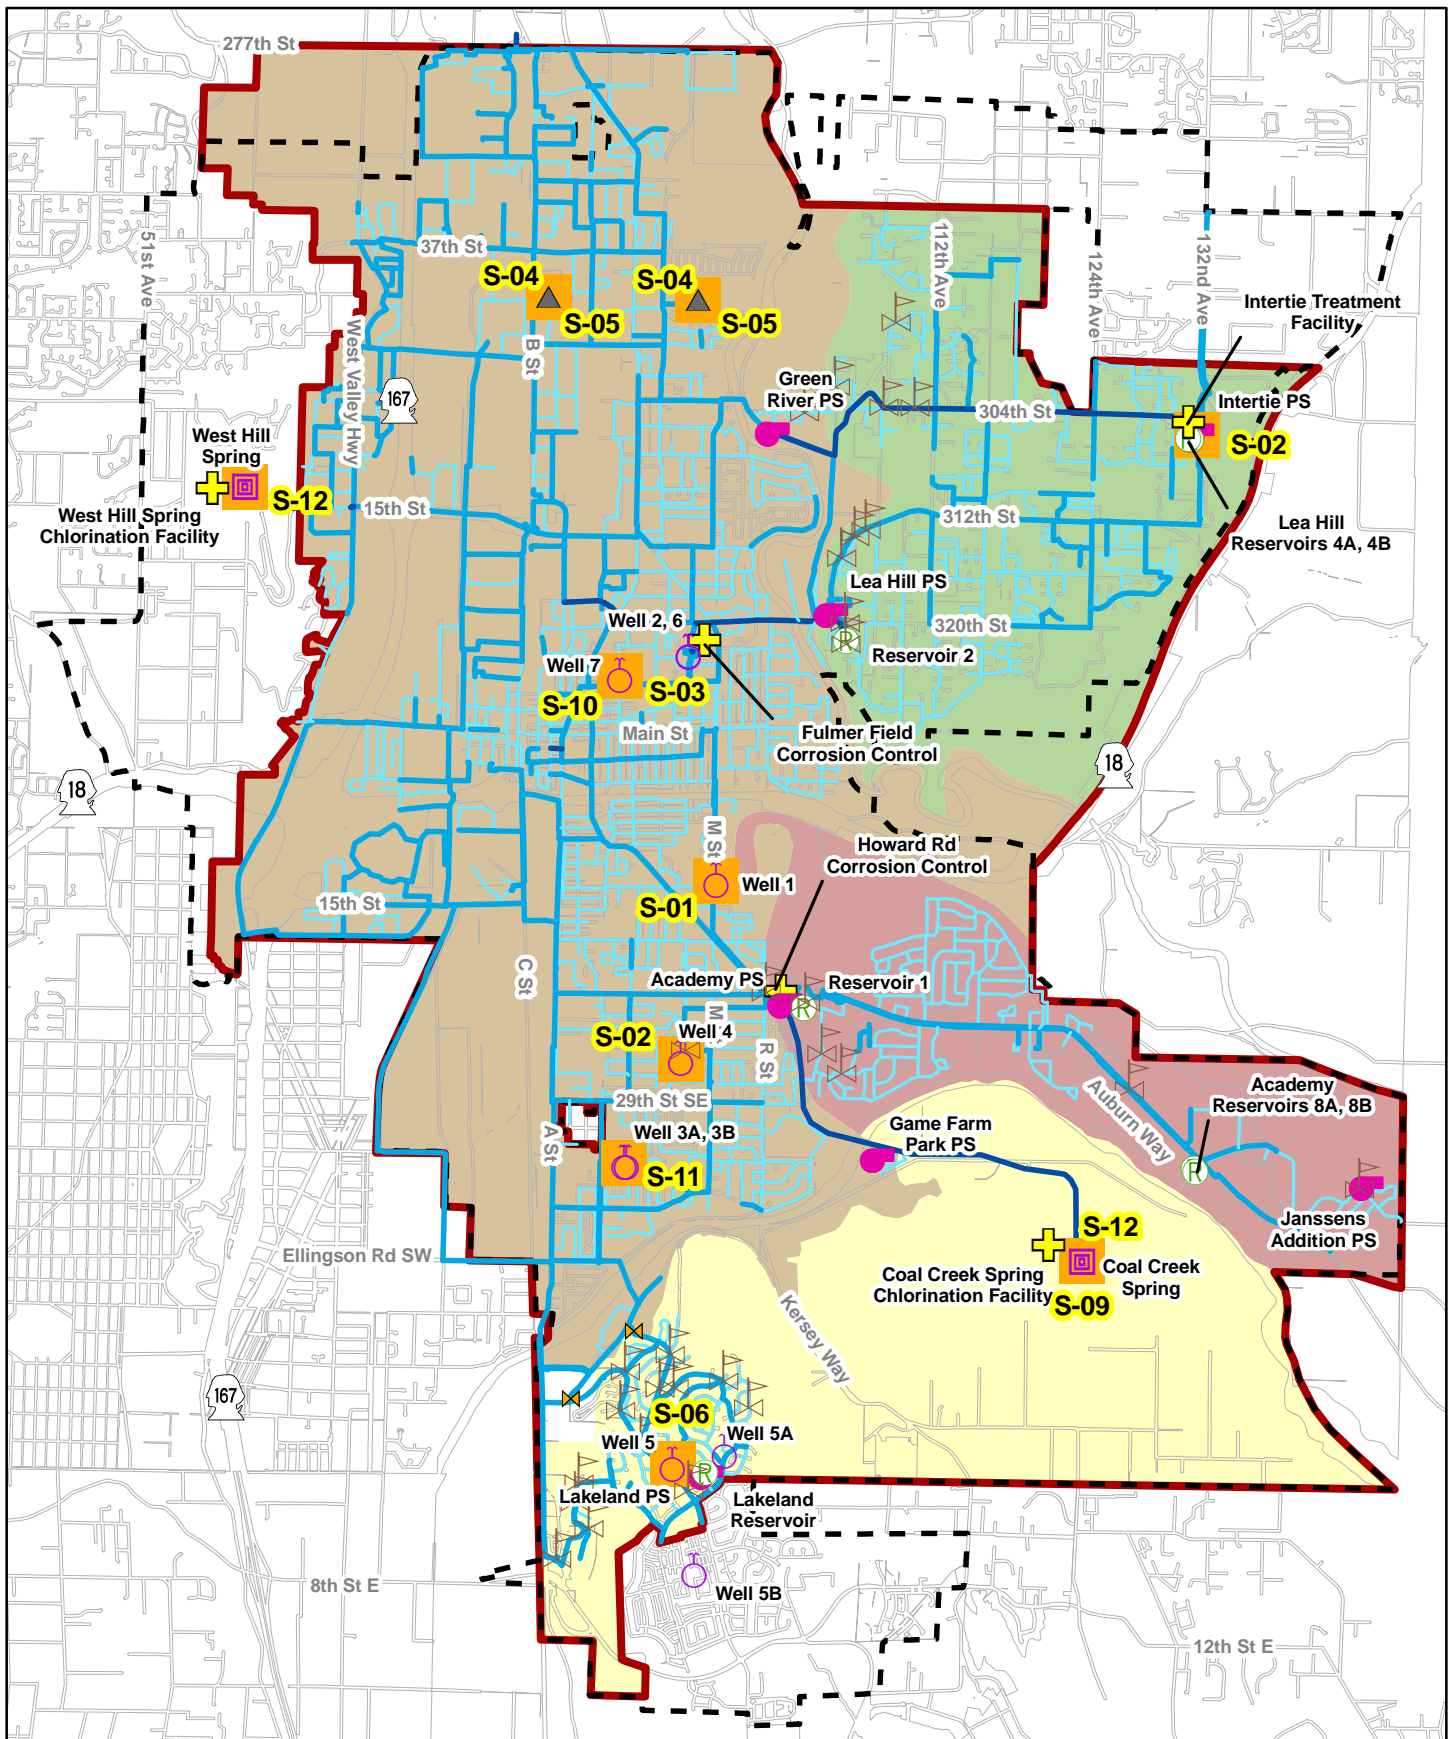 277th St
51st Ave
37th St
S-04
S-05
S-04
S-05
B St
West Valley Hwy
167
112th Ave
124th Ave
132nd Ave
Intertie Treatment
Facility
Green
River PS
304th St
Intertie PS
S-02
West Hill
Spring
S-12
West Hill Spring
Chlorination Facility
15th St
312th St
Lea Hill
Reservoirs 4A, 4B
Lea Hill PS
Well 2, 6
320th St
R
Reservoir 2
Well 7
S-03
S-10
Main St
Fulmer Field
Corrosion Control
18
18
M St
Howard Rd
Corrosion Control
Well 1
S-01
15th St
C St
Academy PS
Reservoir 1
R
S-02
Well 4
M St
R St
29th St SE
A St
Well 3A, 3B
S-11
Game Farm
Park PS
Auburn Way
Academy
Reservoirs 8A, 8B
R
Janssens
Addition PS
Ellingson Rd SW
S-12
Coal Creek Spring
Chlorination Facility
Coal Creek
Spring
S-09
Kersey Way
167
S-06
Well 5
Well 5A
R
Lakeland PS
Lakeland
Reservoir
8th St E
Well 5B
12th St E